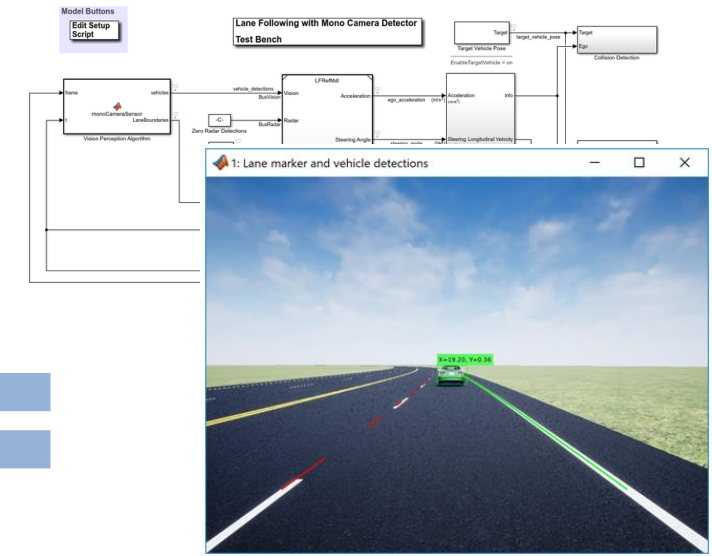 Model Buttons
Edit Setup
Script
Lane Following with Mono Camera Detector
Test Bench
Target
target_vehicle_pose
Target
Ego
Target Vehicle Pose
Collision Detection
EnableTargetVehicle = on
frame
vehicles
monoCameraSensor
t
LaneBoundaries
Vision Perception Algorithm
vehicle_detections
BusVision
-C-
Zero Radar Detections
BusRadar
LFRefMdl
Vision
Acceleration
Radar
Steering Angle
ego_acceleration
(m/s²)
Acceleration
(m/s²)
Info
Steering
Longitudinal Velocity
1: Lane marker and vehicle detections
X=19.20, Y=0.36